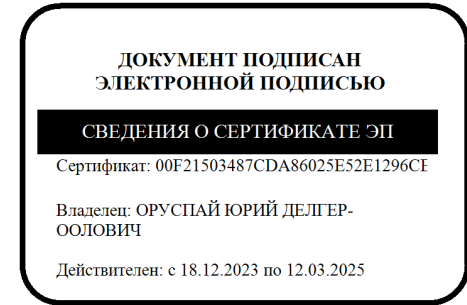 ДОКУМЕНТ ПОДПИСАН
ЭЛЕКТРОННОЙ ПОДПИСЬЮ
СВЕДЕНИЯ О СЕРТИФИКАТЕ ЭП
Сертификат: 00F21503487CDA86025E52E1296CE
Владелец: ОРУСПАЙ ЮРИЙ ДЕЛГЕР-
ООЛОВИЧ
Действителен: с 18.12.2023 по 12.03.2025